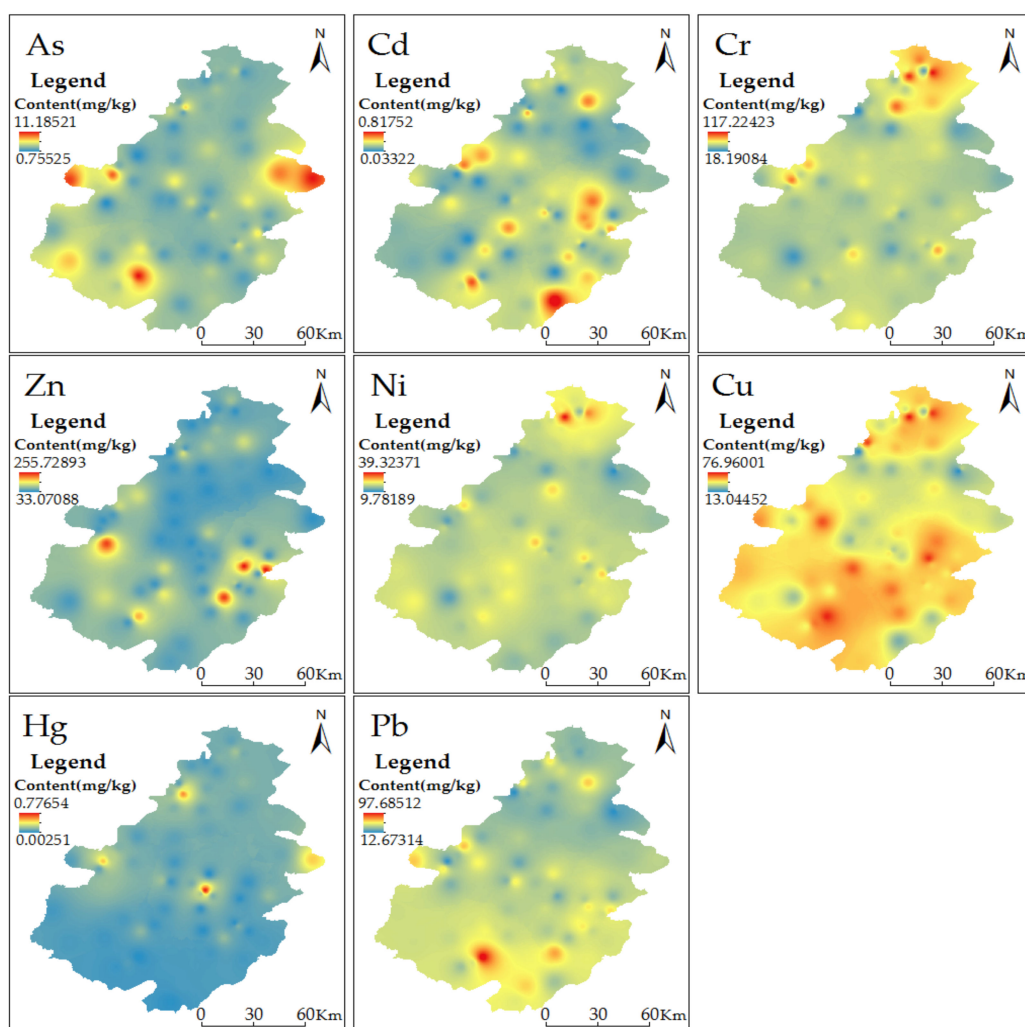 As
N
Legend
Content(mg/kg)
11.18521
0.75525
0 30 60Km
Cd
N
Legend
Content(mg/kg)
0.81752
0.03322
0 30 60Km
Cr
N
Legend
Content(mg/kg)
117.22423
18.19084
0 30 60Km
Zn
N
Legend
Content(mg/kg)
255.72893
33.07088
0 30 60Km
Ni
N
Legend
Content(mg/kg)
39.32371
9.78189
0 30 60Km
Cu
N
Legend
Content(mg/kg)
76.96001
13.04452
0 30 60Km
Hg
N
Legend
Content(mg/kg)
0.77654
0.00251
0 30 60Km
Pb
N
Legend
Content(mg/kg)
97.68512
12.67314
0 30 60Km